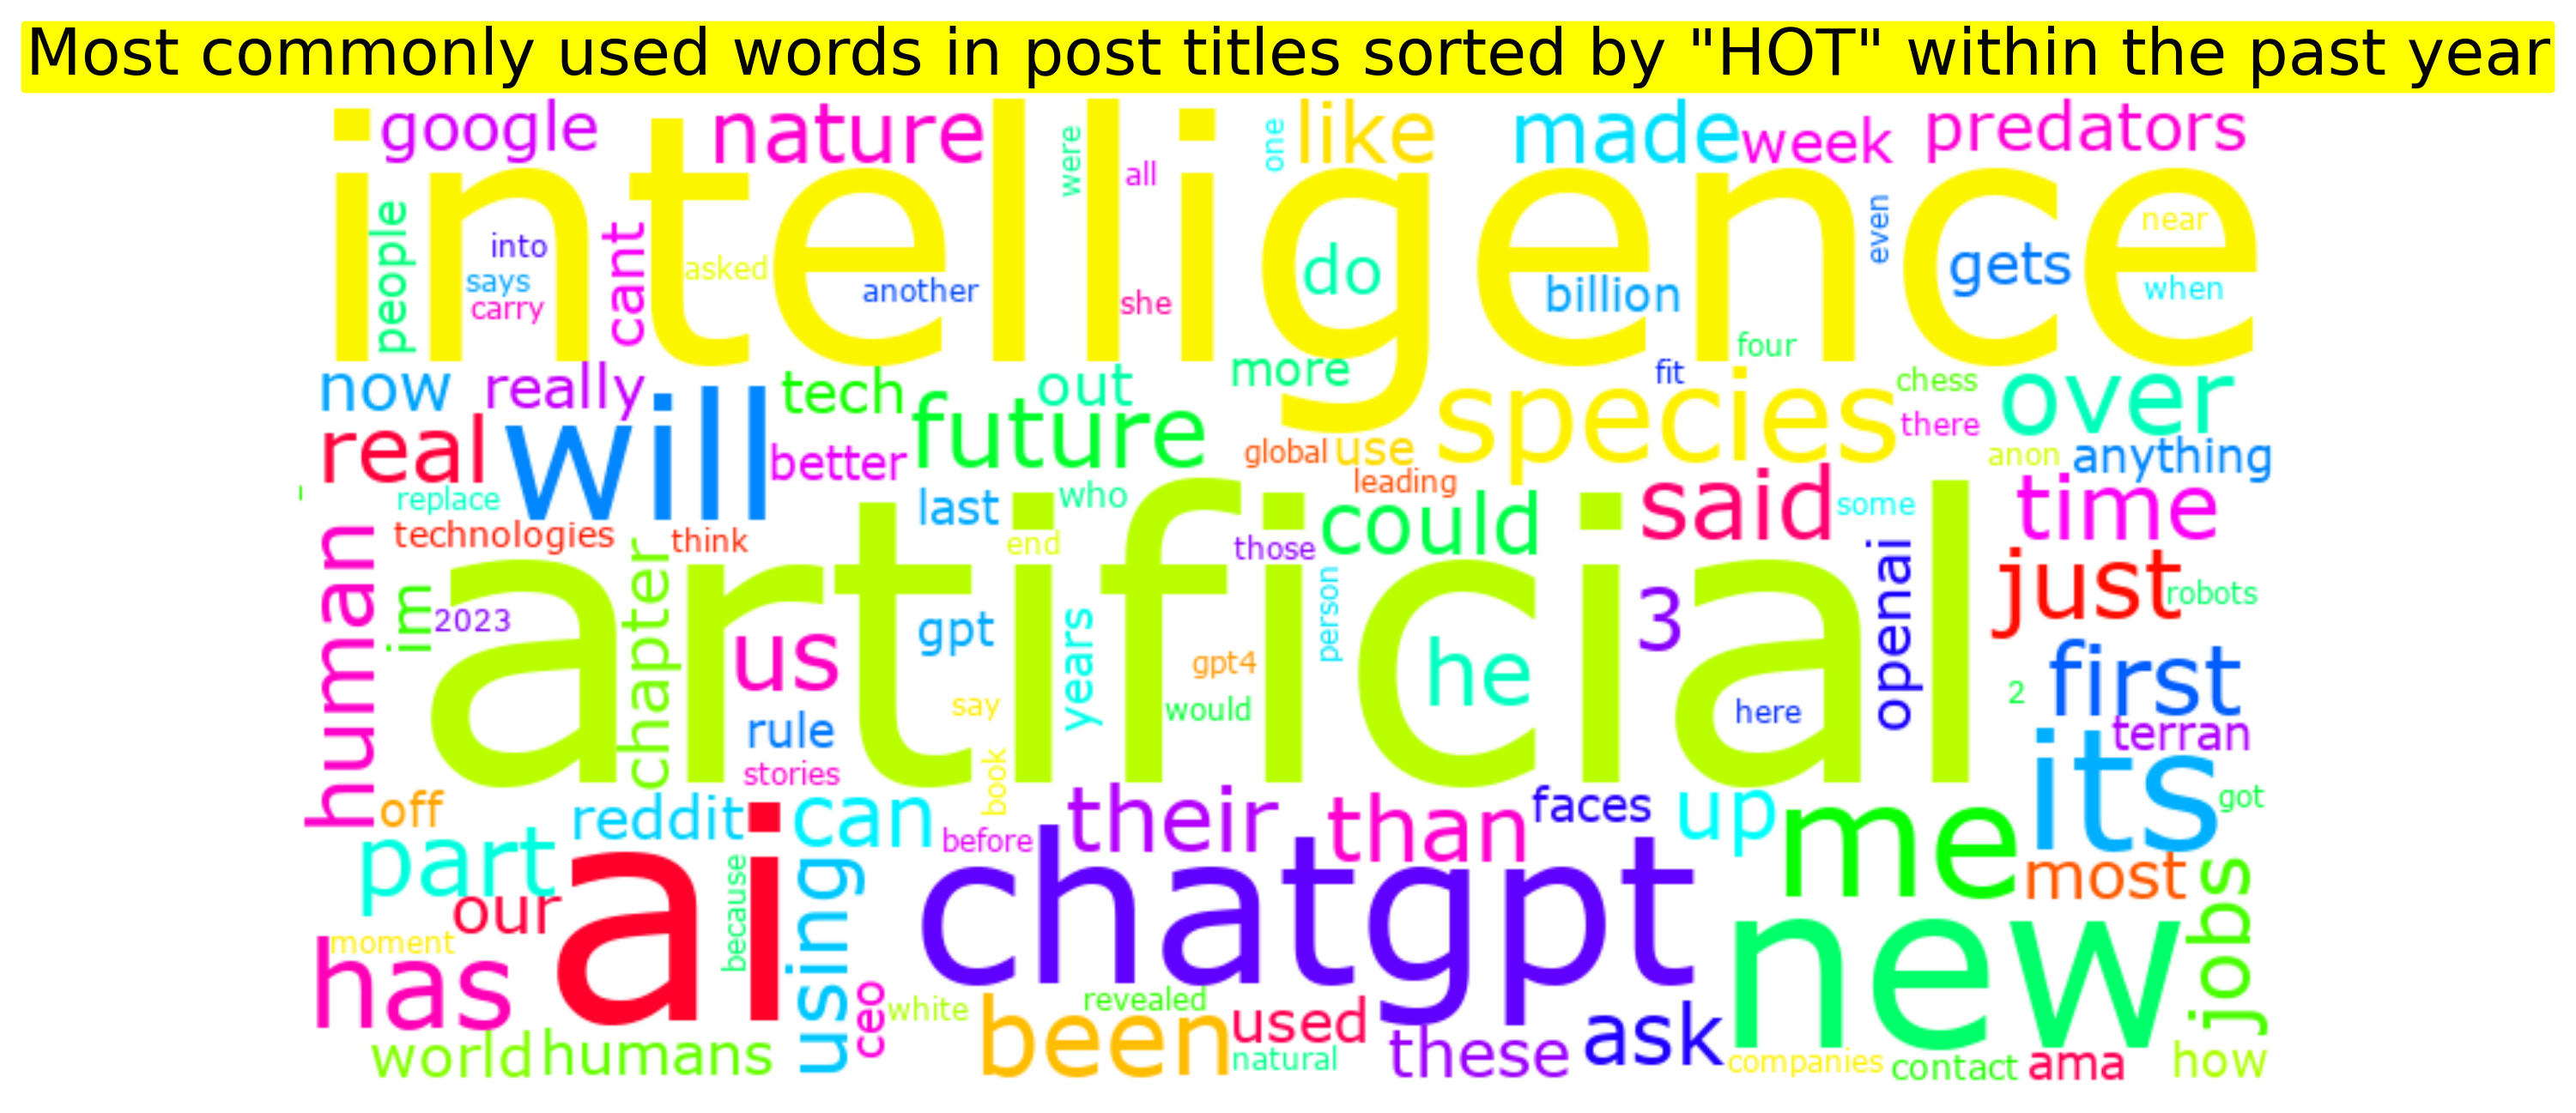 Most commonly used words in post titles sorted by "HOT" within the past year
google
nature
were
all
one
like
made
week
predators
intelligence
people
into
says
carry
cant
asked
another
she
do
billion
even
gets
near
when
four
now
really
will
tech
out
more
fit
species
chess
over
real
better
future
global
use
there
anon
anything
replace
last
who
leading
could
said
some
time
technologies
think
end
those
human
artificial
im
2023
chapter
us
gpt
years
gpt4
person
he
3
openai
just
robots
first
rule
say
would
here
2
terran
stories
book
its
off
reddit
can
before
their
than
faces
up
me
got
part
ai
because
using
chatgpt
most
our
jobs
moment
has
ceo
white
revealed
been
used
these
ask
new
world
humans
natural
companies
contact
ama
how